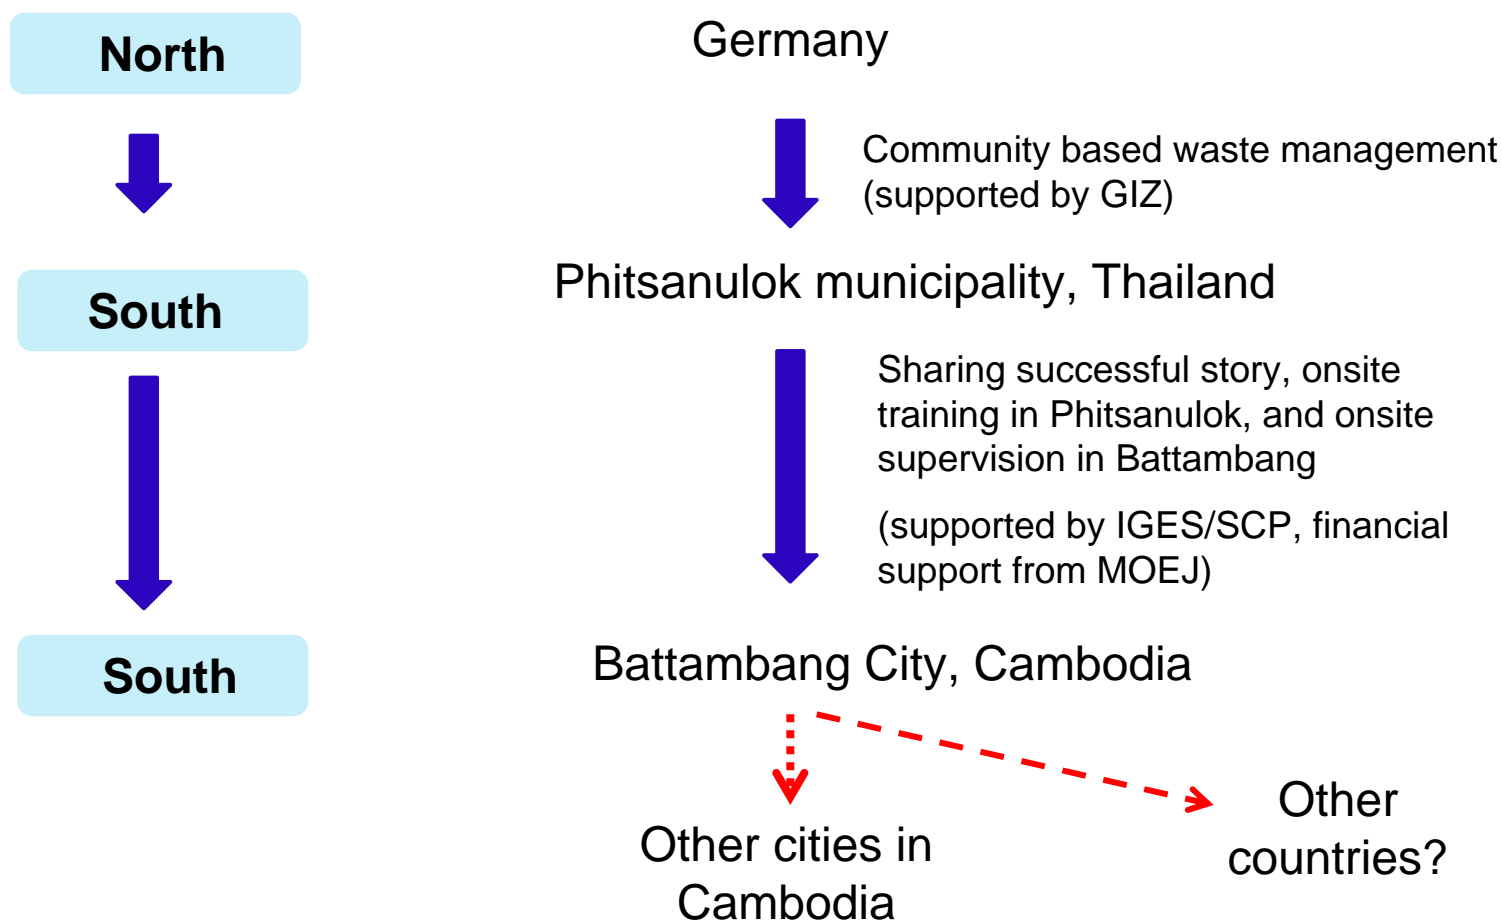 North
Germany
Community based waste management
(supported by GIZ)
South
Phitsanulok municipality, Thailand
Sharing successful story, onsite
training in Phitsanulok, and onsite
supervision in Battambang
(supported by IGES/SCP, financial
support from MOEJ)
South
Battambang City, Cambodia
Other cities in
Cambodia
Other
countries?